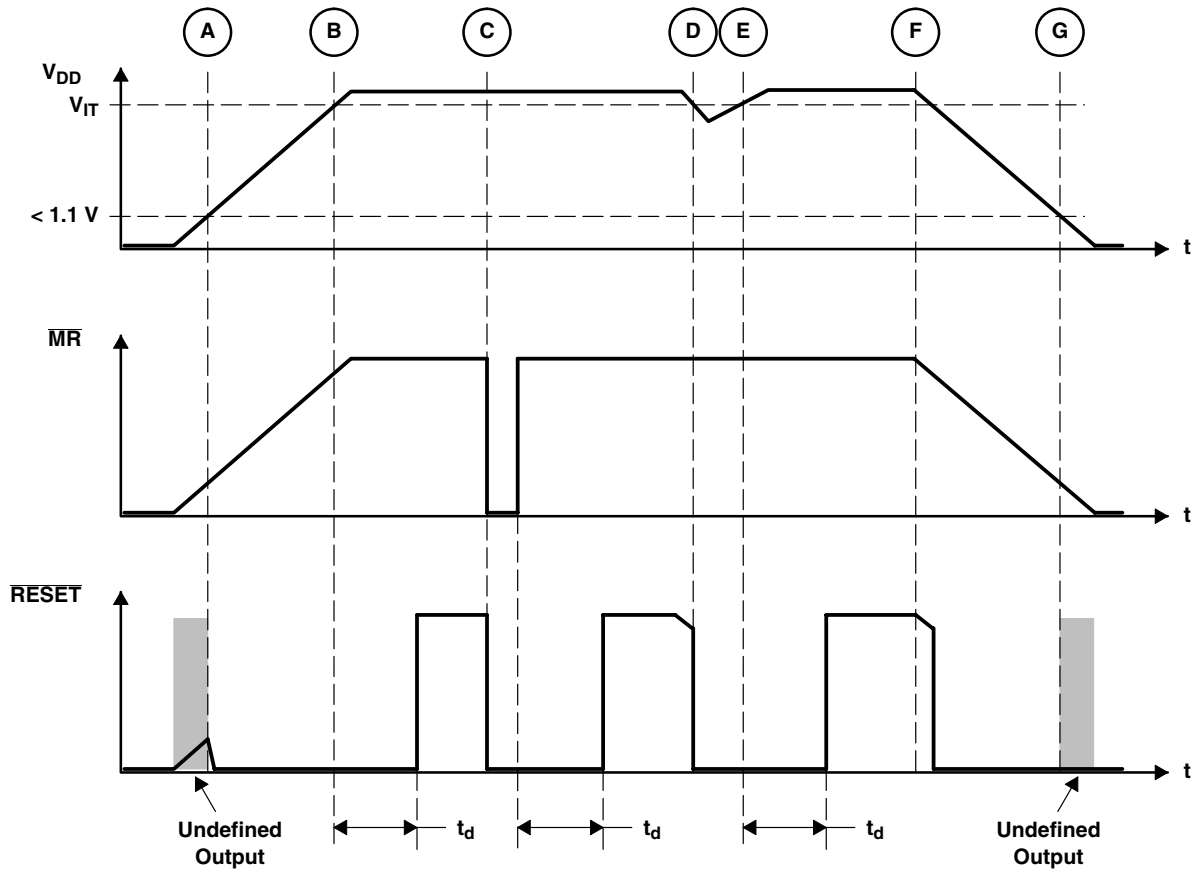 A B C D E F G
VDD
VIT
< 1.1 V
t
MR
t
RESET
t
Undefined
Output
td
td
td
Undefined
Output